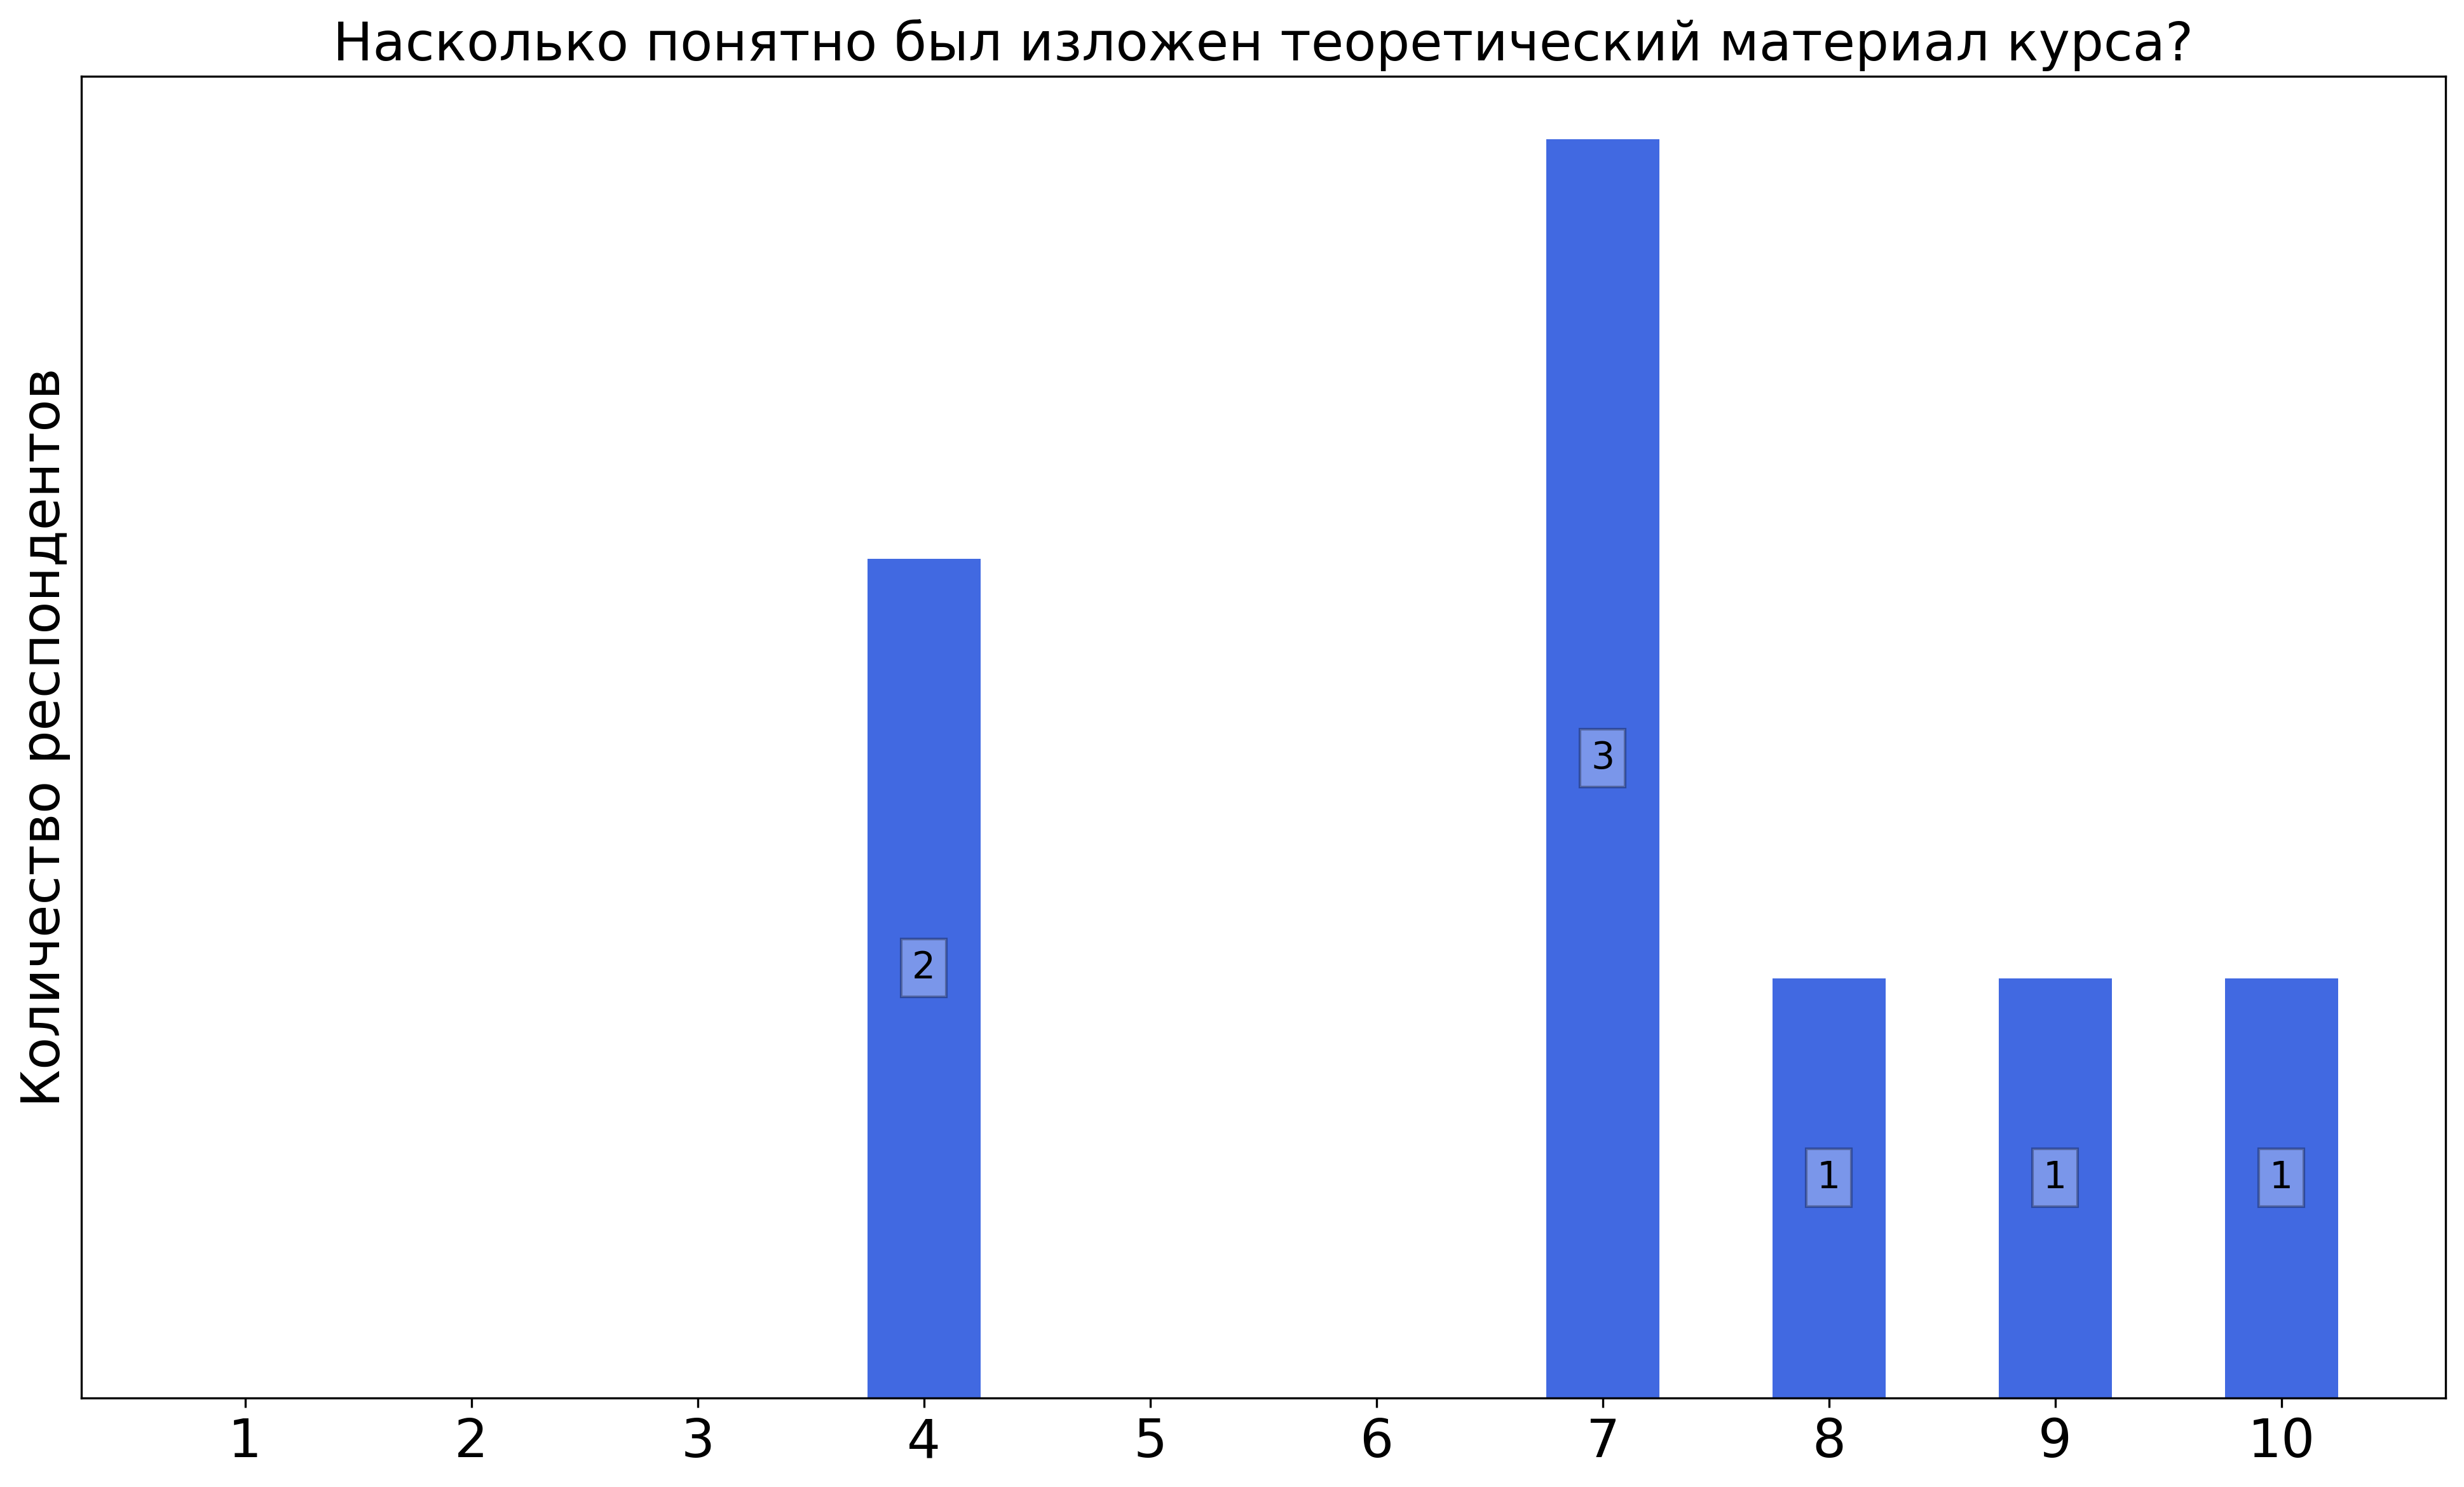 Насколько понятно был изложен теоретический материал курса?
Количество респондентов
3
2
1 1 1
1 2 3 4 5 6 7 8 9 10